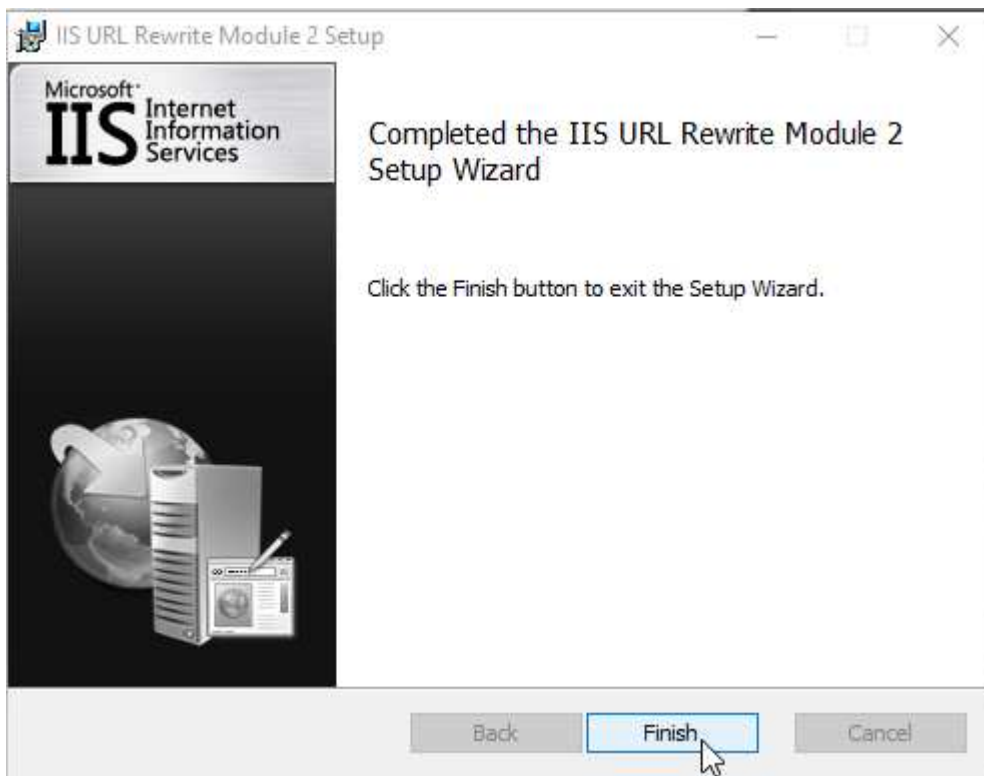 IIS URL Rewrite Module 2 Setup
Microsoft
IIS Internet
Information
Services
Completed the IIS URL Rewrite Module 2
Setup Wizard
Click the Finish button to exit the Setup Wizard.
Back Finish Cancel